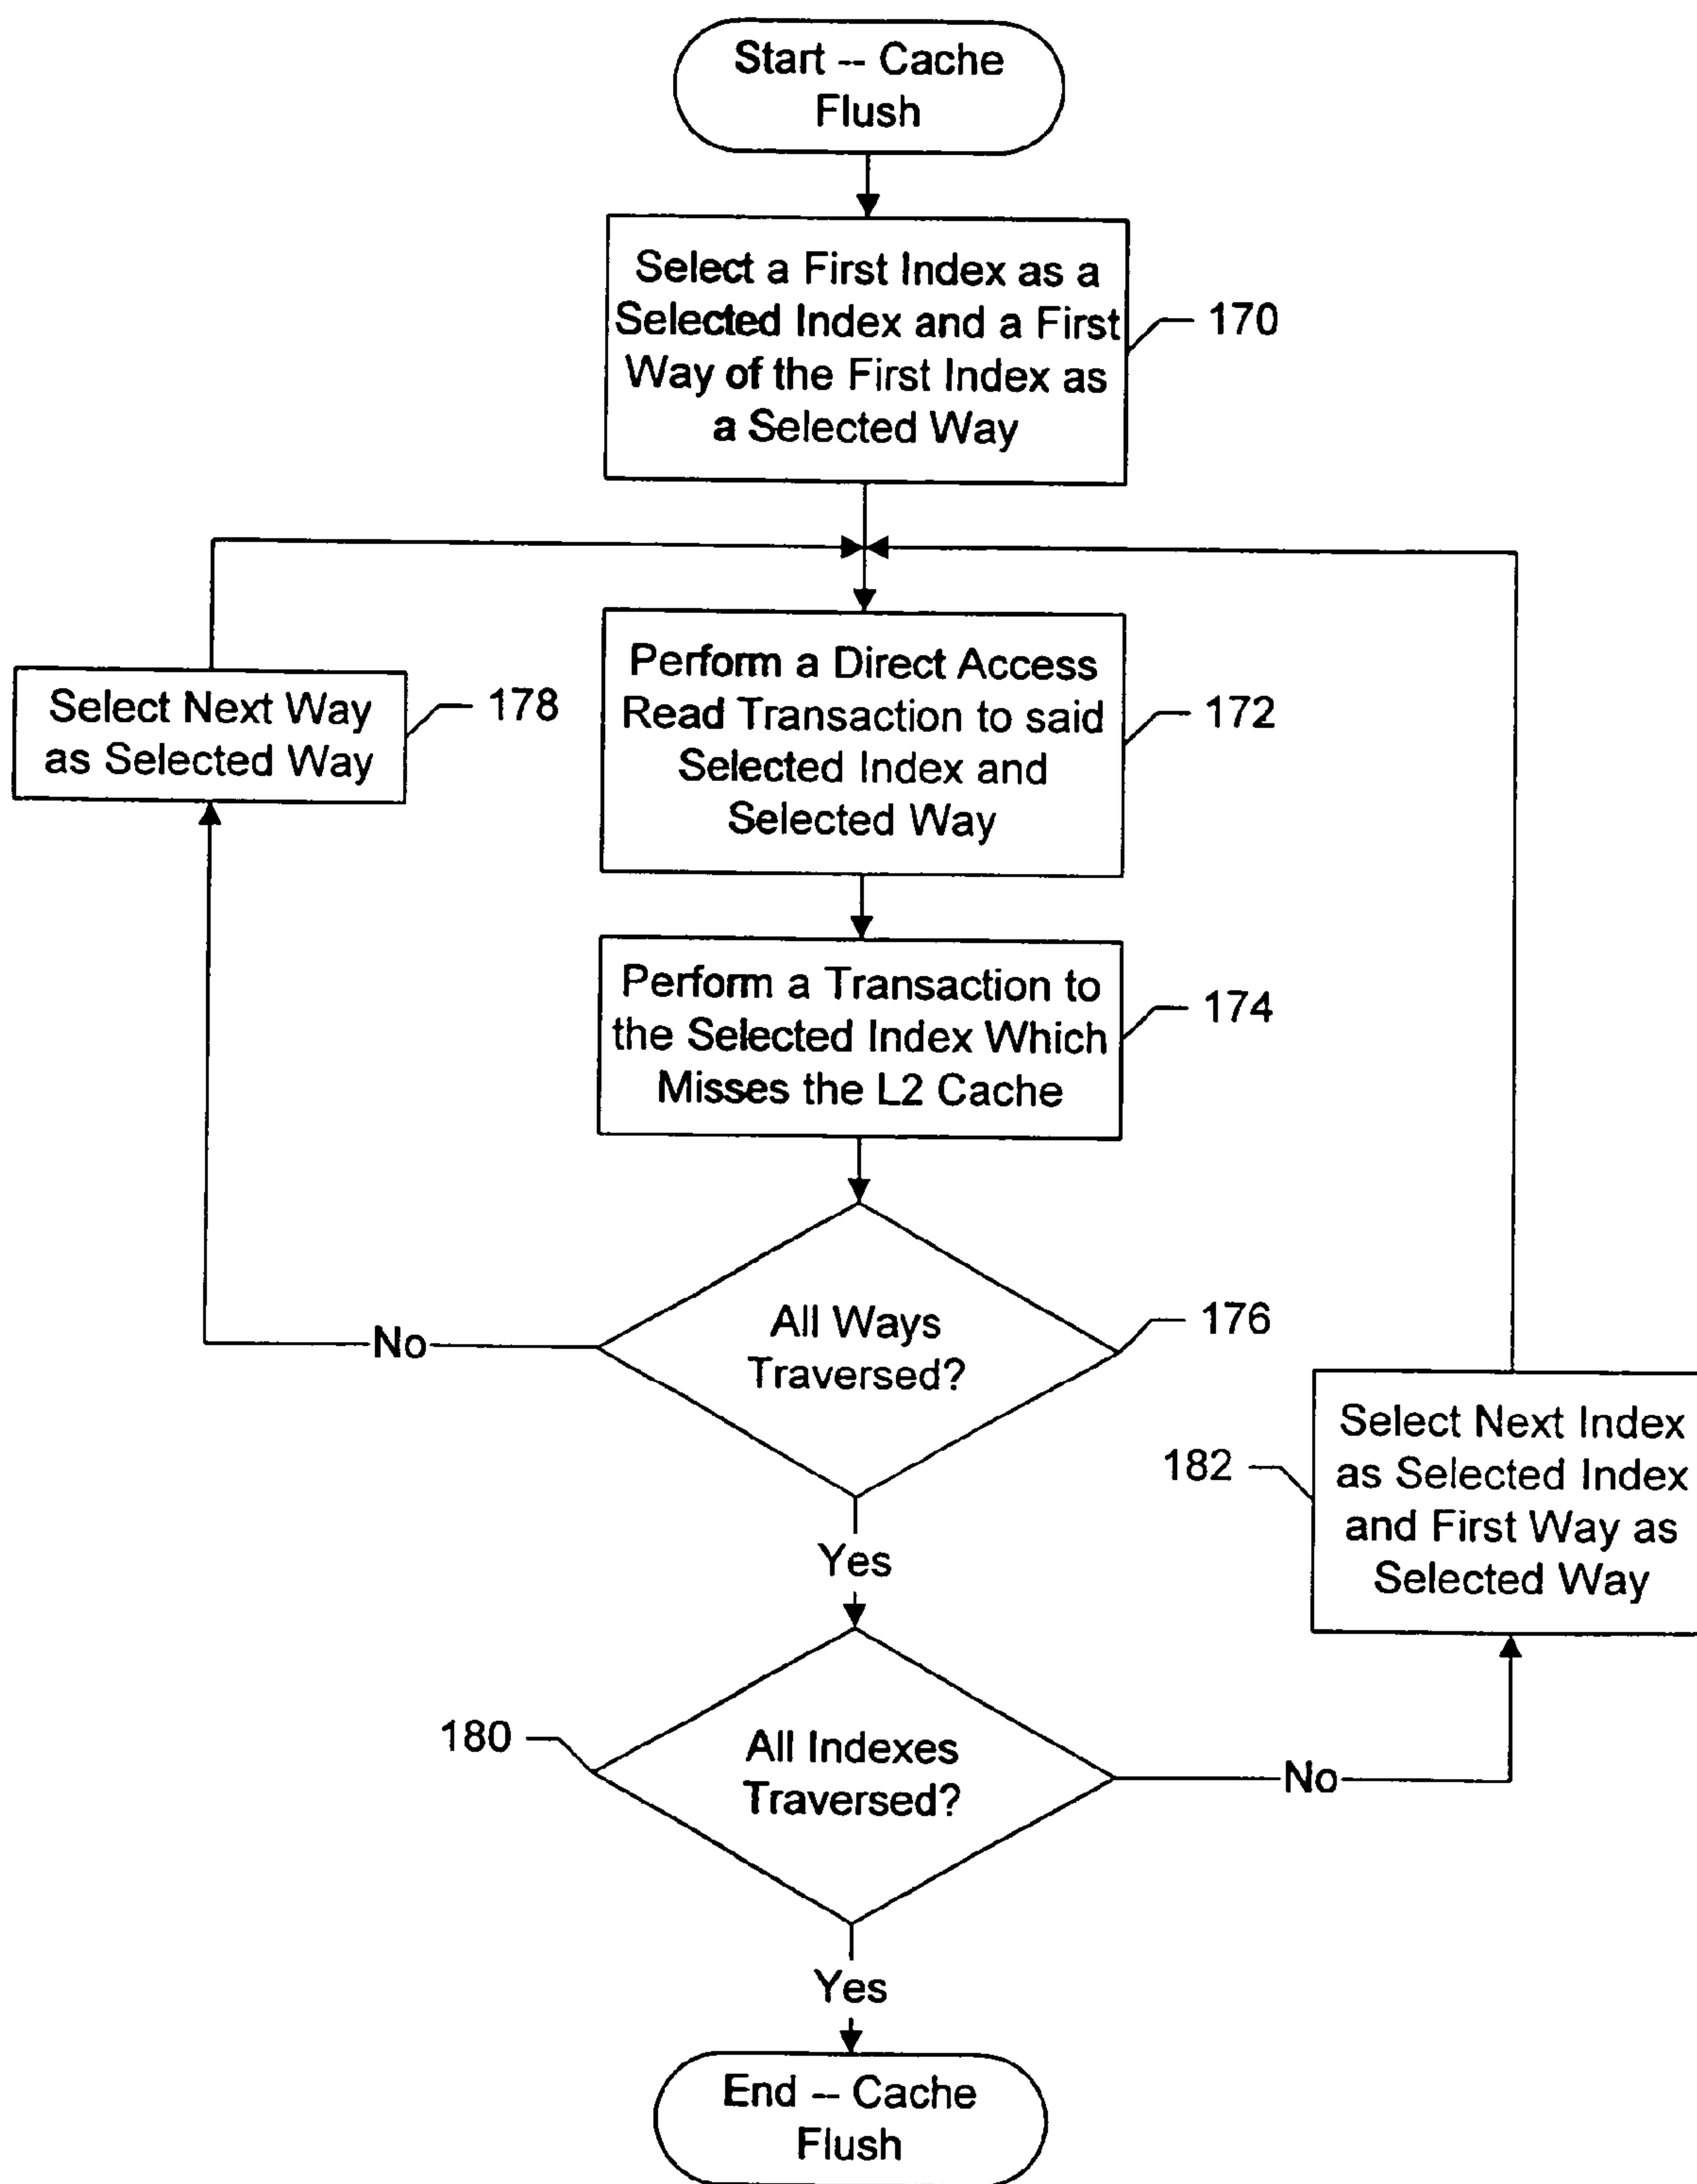 Start -- Cache
Flush
Select a First Index as a
Selected Index and a First
Way of the First Index as
a Selected Way
170
Perform a Direct Access
Read Transaction to said
Selected Index and
Selected Way
172
Select Next Way
as Selected Way
178
Perform a Transaction to
the Selected Index Which
Misses the L2 Cache
174
All Ways
Traversed?
176
No
Yes
Select Next Index
as Selected Index
and First Way as
Selected Way
182
All Indexes
Traversed?
180
No
Yes
End -- Cache
Flush